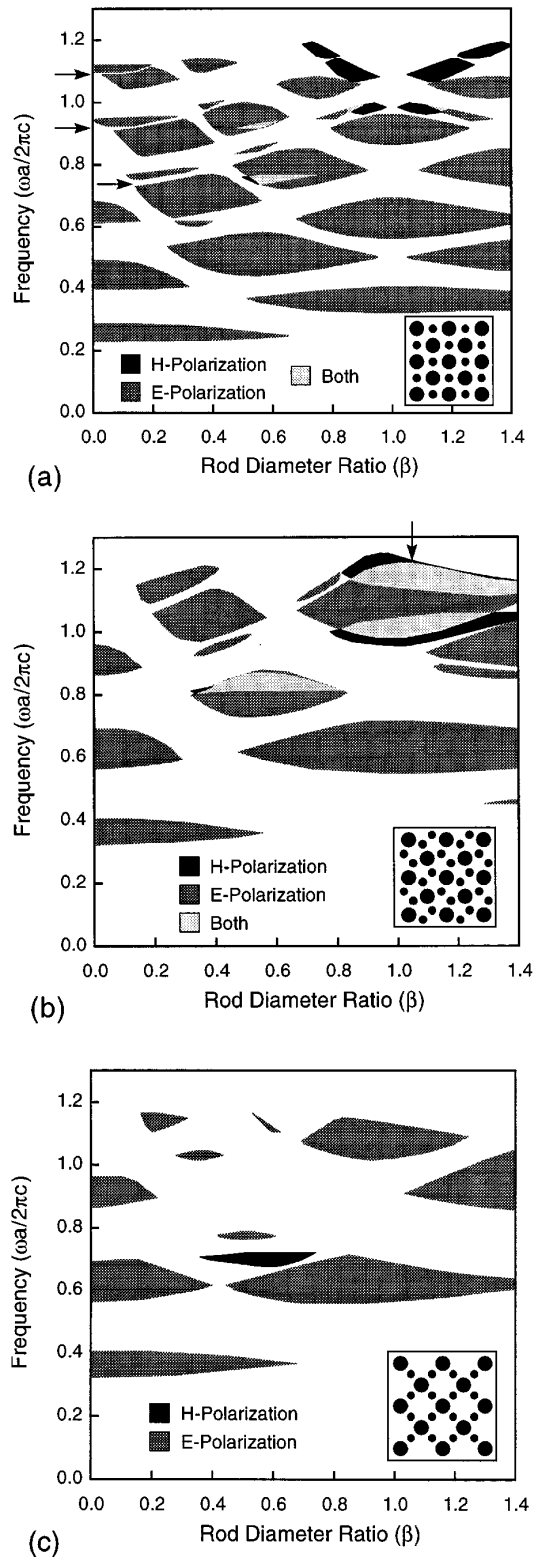 1.2
1.0
0.8
0.6
0.4
0.2
0.0
Frequency (ωa/2πc)
H-Polarization
E-Polarization
Both
0.0 0.2 0.4 0.6 0.8 1.0 1.2 1.4
Rod Diameter Ratio (β)
(a)
1.2
1.0
0.8
0.6
0.4
0.2
0.0
Frequency (ωa/2πc)
H-Polarization
E-Polarization
Both
0.0 0.2 0.4 0.6 0.8 1.0 1.2 1.4
Rod Diameter Ratio (β)
(b)
1.2
1.0
0.8
0.6
0.4
0.2
0.0
Frequency (ωa/2πc)
H-Polarization
E-Polarization
0.0 0.2 0.4 0.6 0.8 1.0 1.2 1.4
Rod Diameter Ratio (β)
(c)